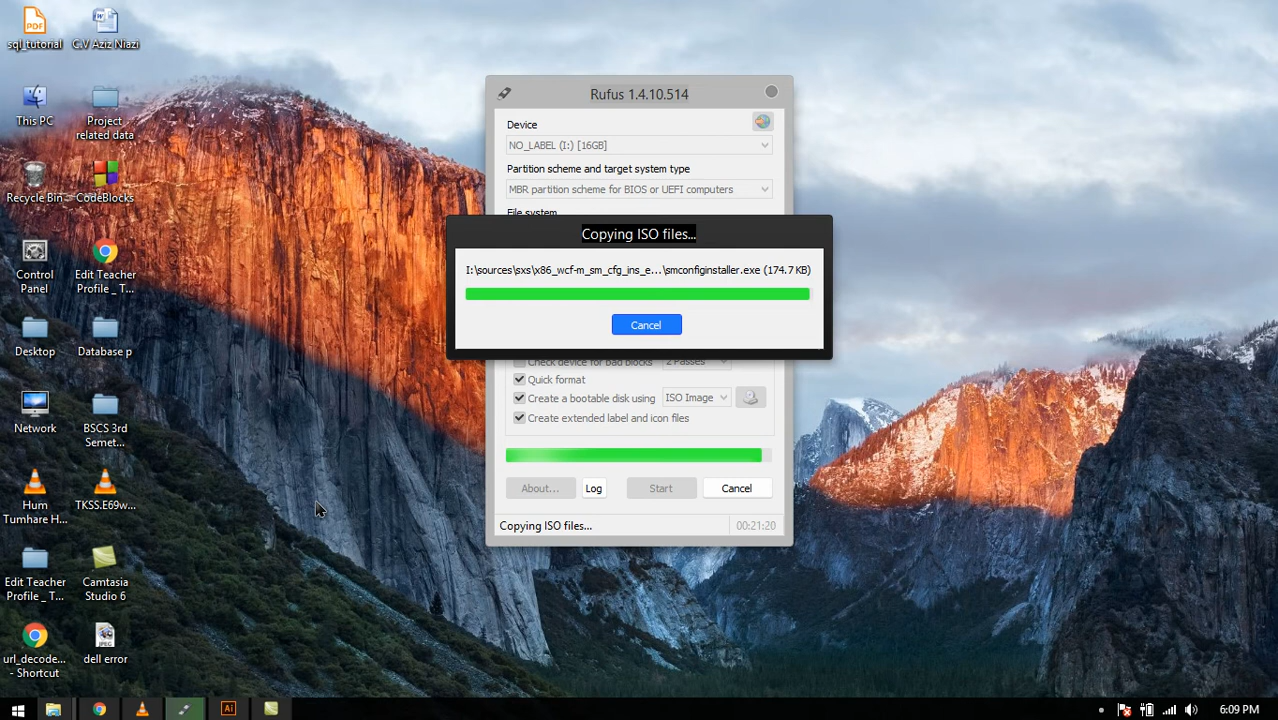 sql_tutorial
C.V Aziz Niazi
This PC
Project
related data
Recycle Bin
CodeBlocks
Control
Panel
Edit Teacher
Profile _ T...
Desktop
Database p
Network
BSCS 3rd
Semet...
Hum
Tumhare H...
TKSS.E69w...
Edit Teacher
Profile _ T...
Camtasia
Studio 6
url_decode...
- Shortcut
dell error
Rufus 1.4.10.514
Device
NO_LABEL (I:) [16GB]
Partition scheme and target system type
MBR partition scheme for BIOS or UEFI computers
File system
Copying ISO files...
I:\sources\sxs\x86_wcf-m_sm_cfg_ins_e...\smconfiginstaller.exe (174.7 KB)
Cancel
Check device for bad blocks
2 Passes
Quick format
Create a bootable disk using
ISO Image
Create extended label and icon files
About...
Log
Start
Cancel
Copying ISO files...
00:21:20
Ai
6:09 PM